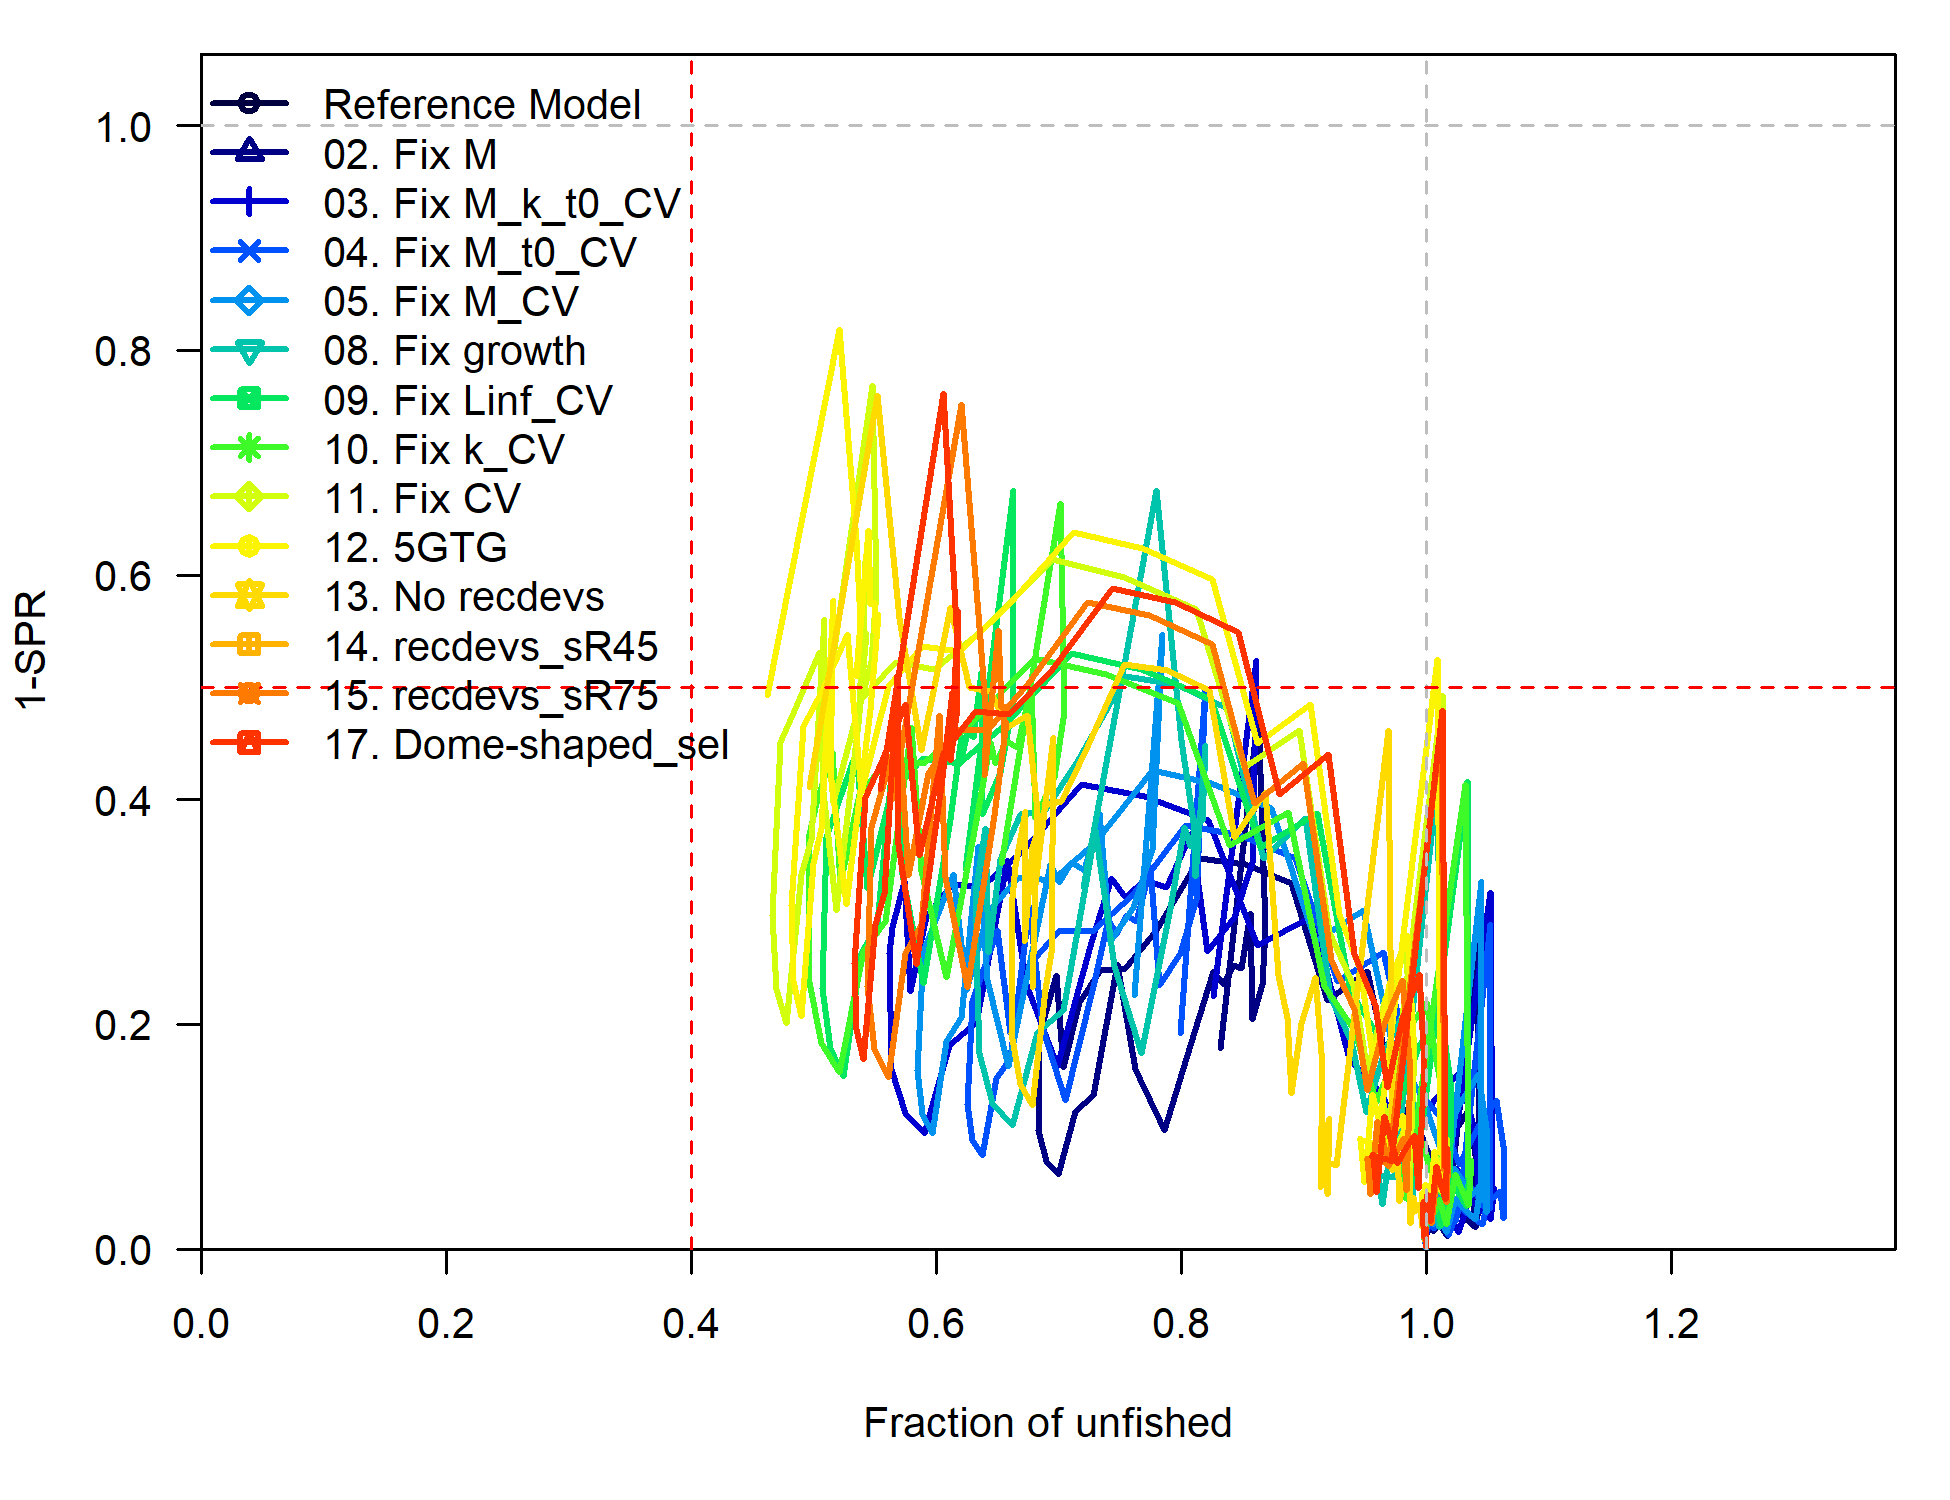 Reference Model
02. Fix M
03. Fix M_k_t0_CV
04. Fix M_t0_CV
05. Fix M_CV
08. Fix growth
09. Fix Linf_CV
10. Fix k_CV
11. Fix CV
12. 5GTG
13. No recdevs
14. recdevs_sR45
15. recdevs_sR75
17. Dome-shaped_sel
1.0
0.8
0.6
0.4
0.2
0.0
1-SPR
0.0 0.2 0.4 0.6 0.8 1.0 1.2
Fraction of unfished